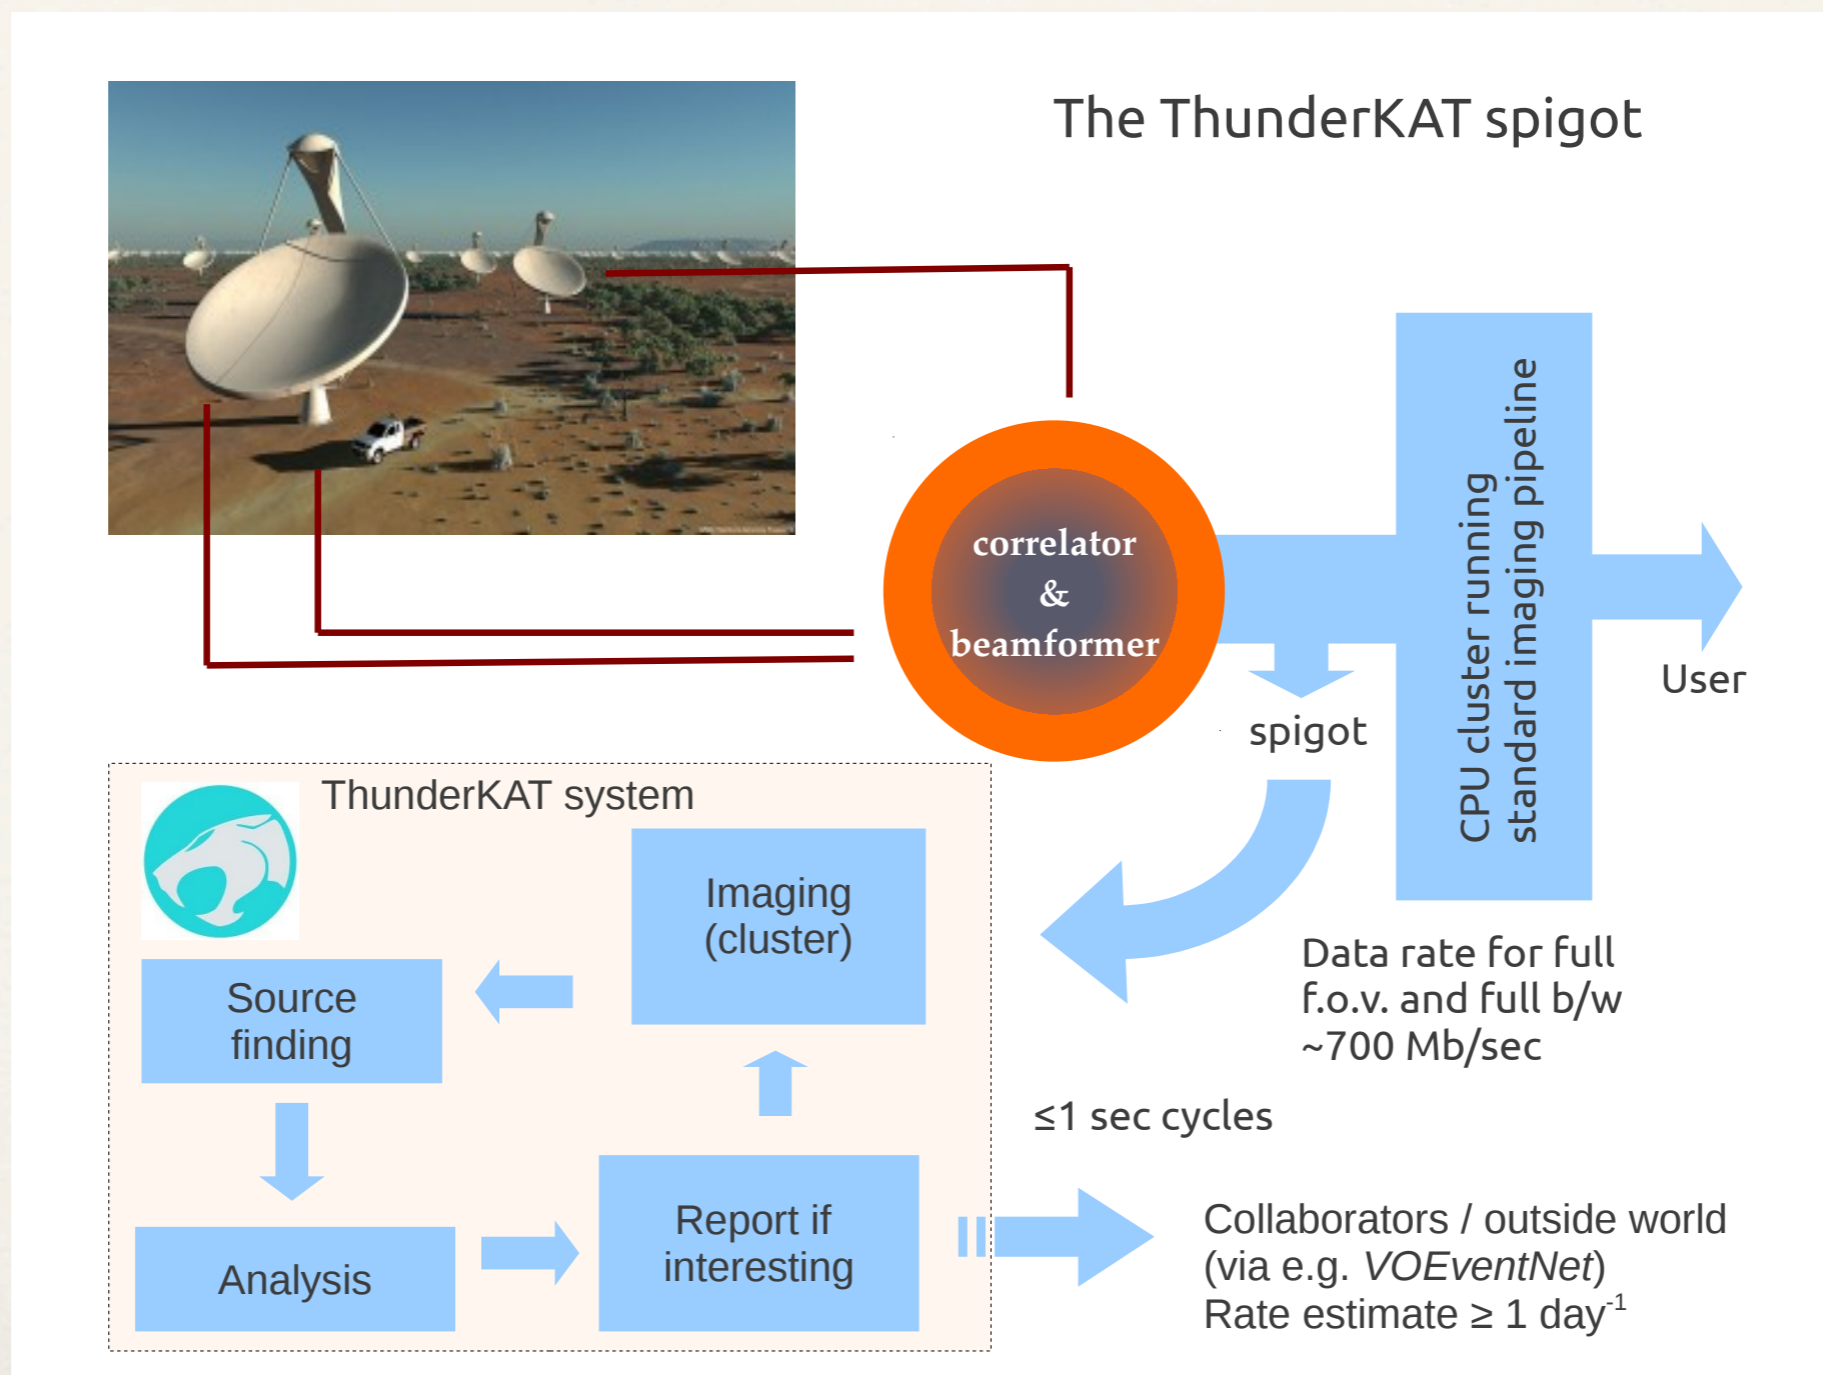 The ThunderKAT spigot
correlator
&
beamformer
CPU cluster running
standard imaging pipeline
User
spigot
Data rate for full
f.o.v. and full b/w
~700 Mb/sec
ThunderKAT system
Imaging
(cluster)
Source
finding
Analysis
Report if
interesting
≤1 sec cycles
Collaborators / outside world
(via e.g. VOEventNet)
Rate estimate ≥ 1 day⁻¹